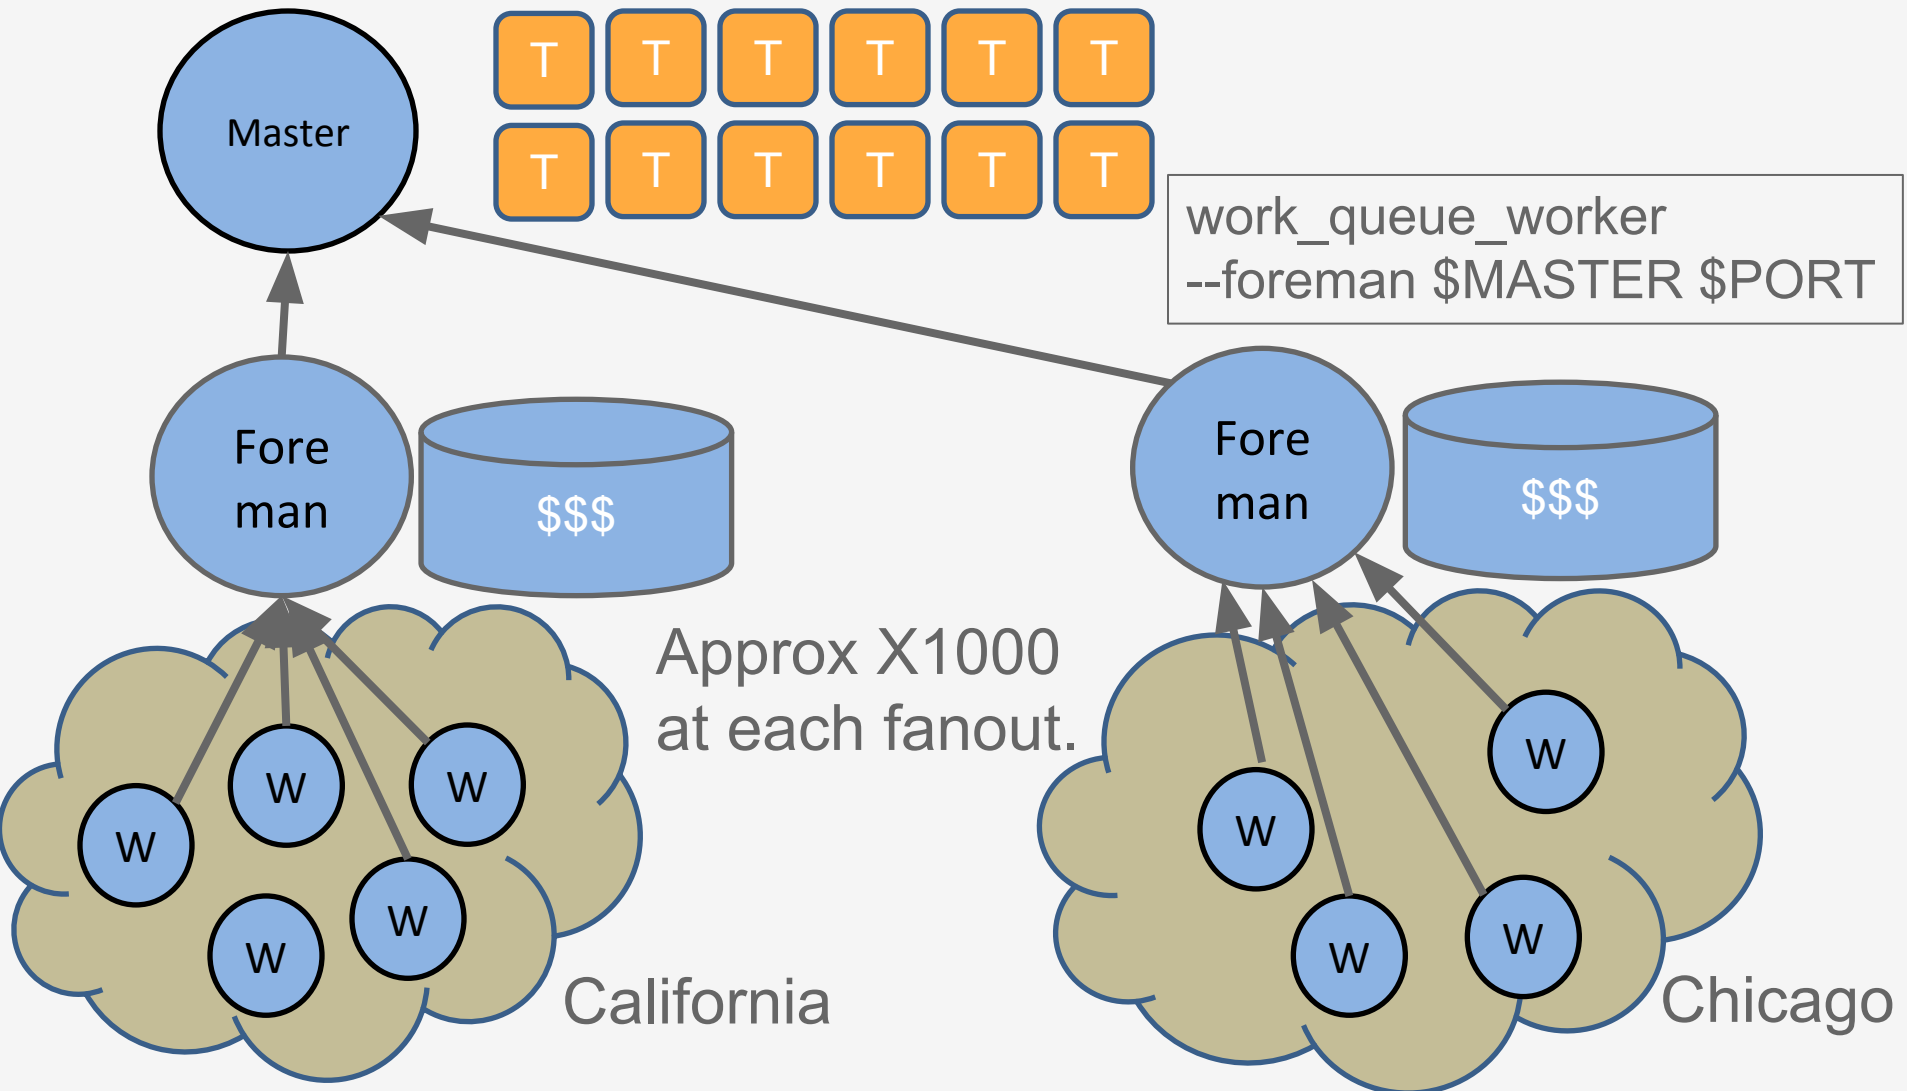 T T T T T T
Master
T T T T T T
work_queue_worker
--foreman $MASTER $PORT
Fore
man
$$$
Fore
man
$$$
Approx X1000
at each fanout.
W
W
W
W
W
California
W
W
W
W
Chicago